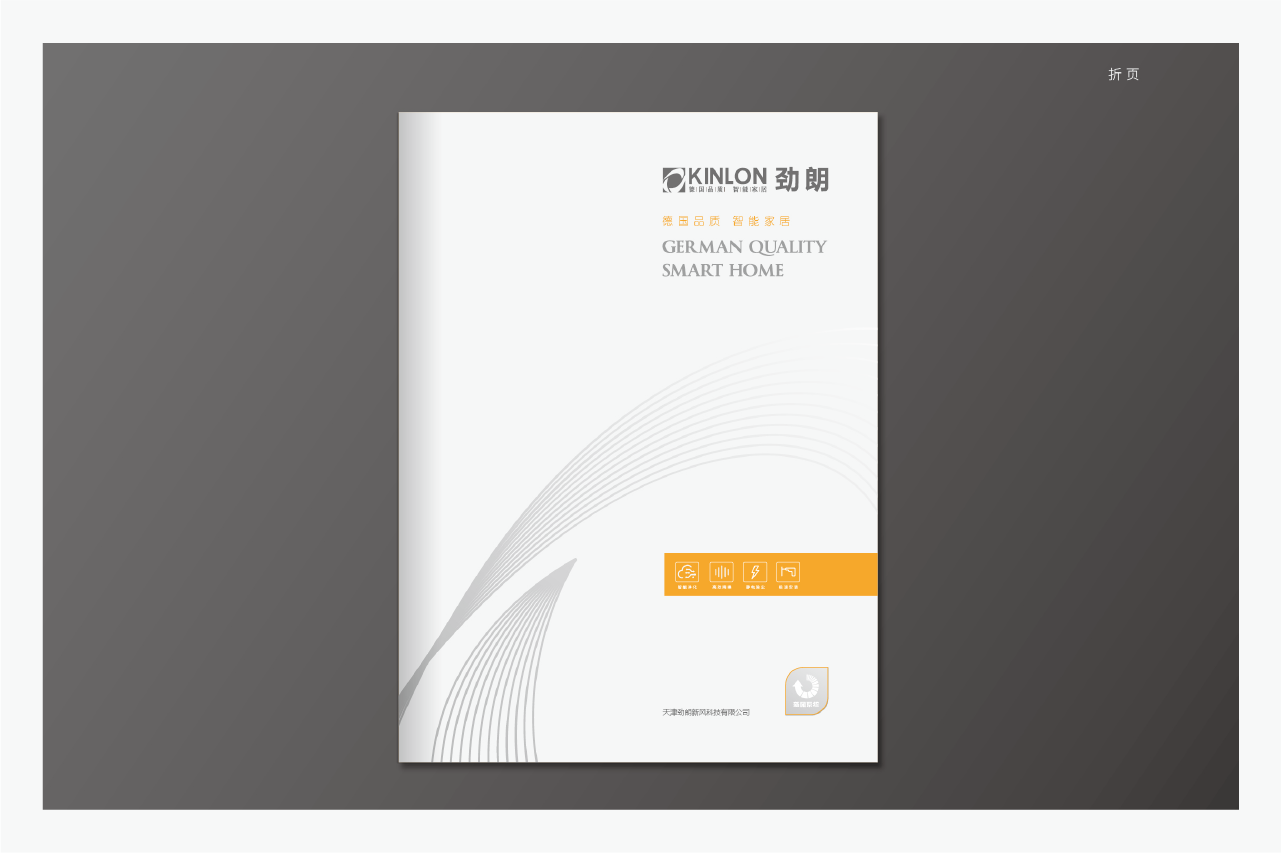 折页
KINLON 劲朗
德|国|品|质| 智|能|家|居
德国品质 智能家居
GERMAN QUALITY
SMART HOME
天津劲朗新风科技有限公司